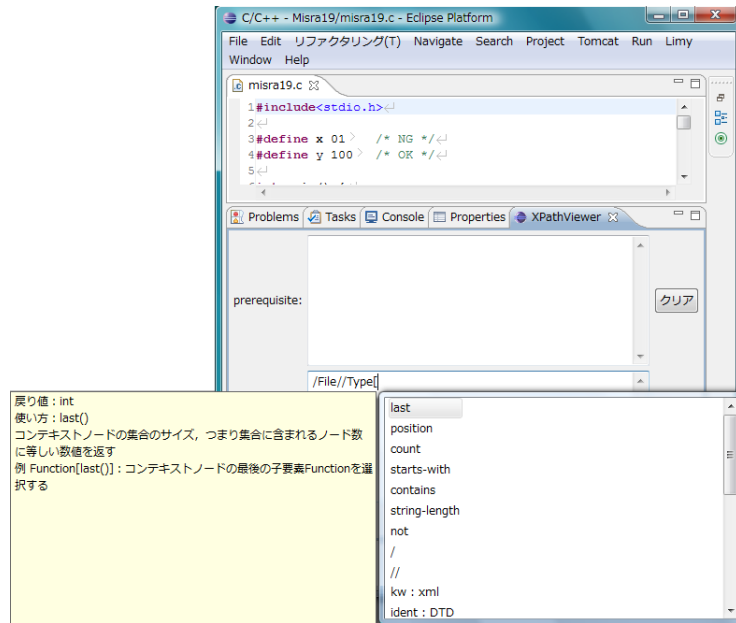 C/C++ - Misra19/misra19.c - Eclipse Platform
File Edit リファクタリング(T) Navigate Search Project Tomcat Run Limy
Window Help
misra19.c
1#include<stdio.h>
2
3#define x 01 /* NG */
4#define y 100 /* OK */
5
Problems Tasks Console Properties XPathViewer
prerequisite:
クリア
/File//Type[
戻り値：int
使い方：last()
コンテキストノードの集合のサイズ，つまり集合に含まれるノード数
に等しい数値を返す
例 Function[last()]：コンテキストノードの最後の子要素Functionを選
択する
last
position
count
starts-with
contains
string-length
not
/
//
kw : xml
ident : DTD